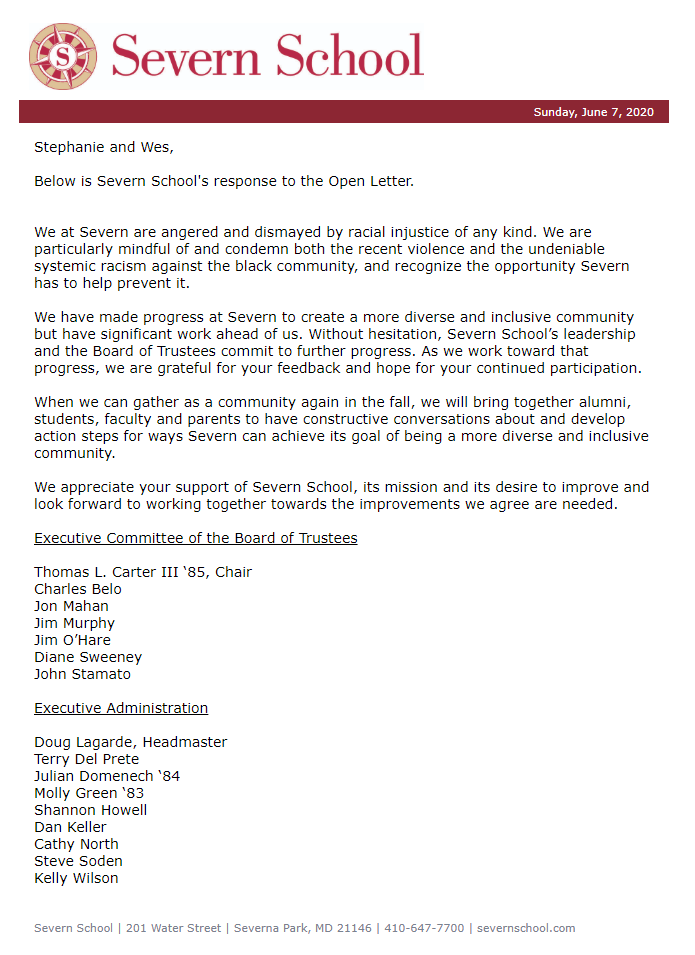 S
Severn School
Sunday, June 7, 2020
Stephanie and Wes,
Below is Severn School's response to the Open Letter.
We at Severn are angered and dismayed by racial injustice of any kind. We are
particularly mindful of and condemn both the recent violence and the undeniable
systemic racism against the black community, and recognize the opportunity Severn
has to help prevent it.
We have made progress at Severn to create a more diverse and inclusive community
but have significant work ahead of us. Without hesitation, Severn School’s leadership
and the Board of Trustees commit to further progress. As we work toward that
progress, we are grateful for your feedback and hope for your continued participation.
When we can gather as a community again in the fall, we will bring together alumni,
students, faculty and parents to have constructive conversations about and develop
action steps for ways Severn can achieve its goal of being a more diverse and inclusive
community.
We appreciate your support of Severn School, its mission and its desire to improve and
look forward to working together towards the improvements we agree are needed.
Executive Committee of the Board of Trustees
Thomas L. Carter III ‘85, Chair
Charles Belo
Jon Mahan
Jim Murphy
Jim O’Hare
Diane Sweeney
John Stamato
Executive Administration
Doug Lagarde, Headmaster
Terry Del Prete
Julian Domenech ‘84
Molly Green ‘83
Shannon Howell
Dan Keller
Cathy North
Steve Soden
Kelly Wilson
Severn School | 201 Water Street | Severna Park, MD 21146 | 410-647-7700 | severnschool.com